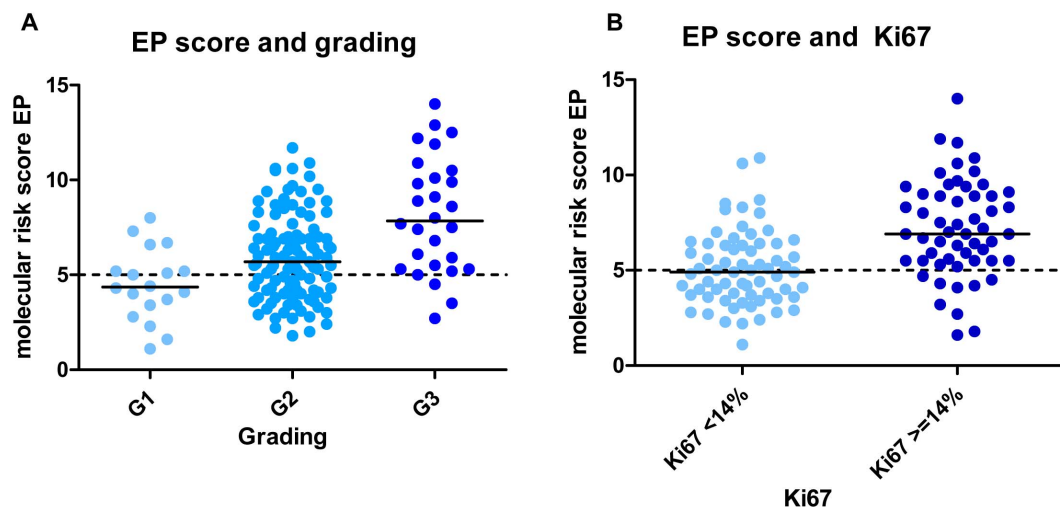 A
EP score and grading
molecular risk score EP
15
10
5
0
G1
G2
G3
Grading
B
EP score and  Ki67
molecular risk score EP
15
10
5
0
Ki67 <14%
Ki67 >=14%
Ki67